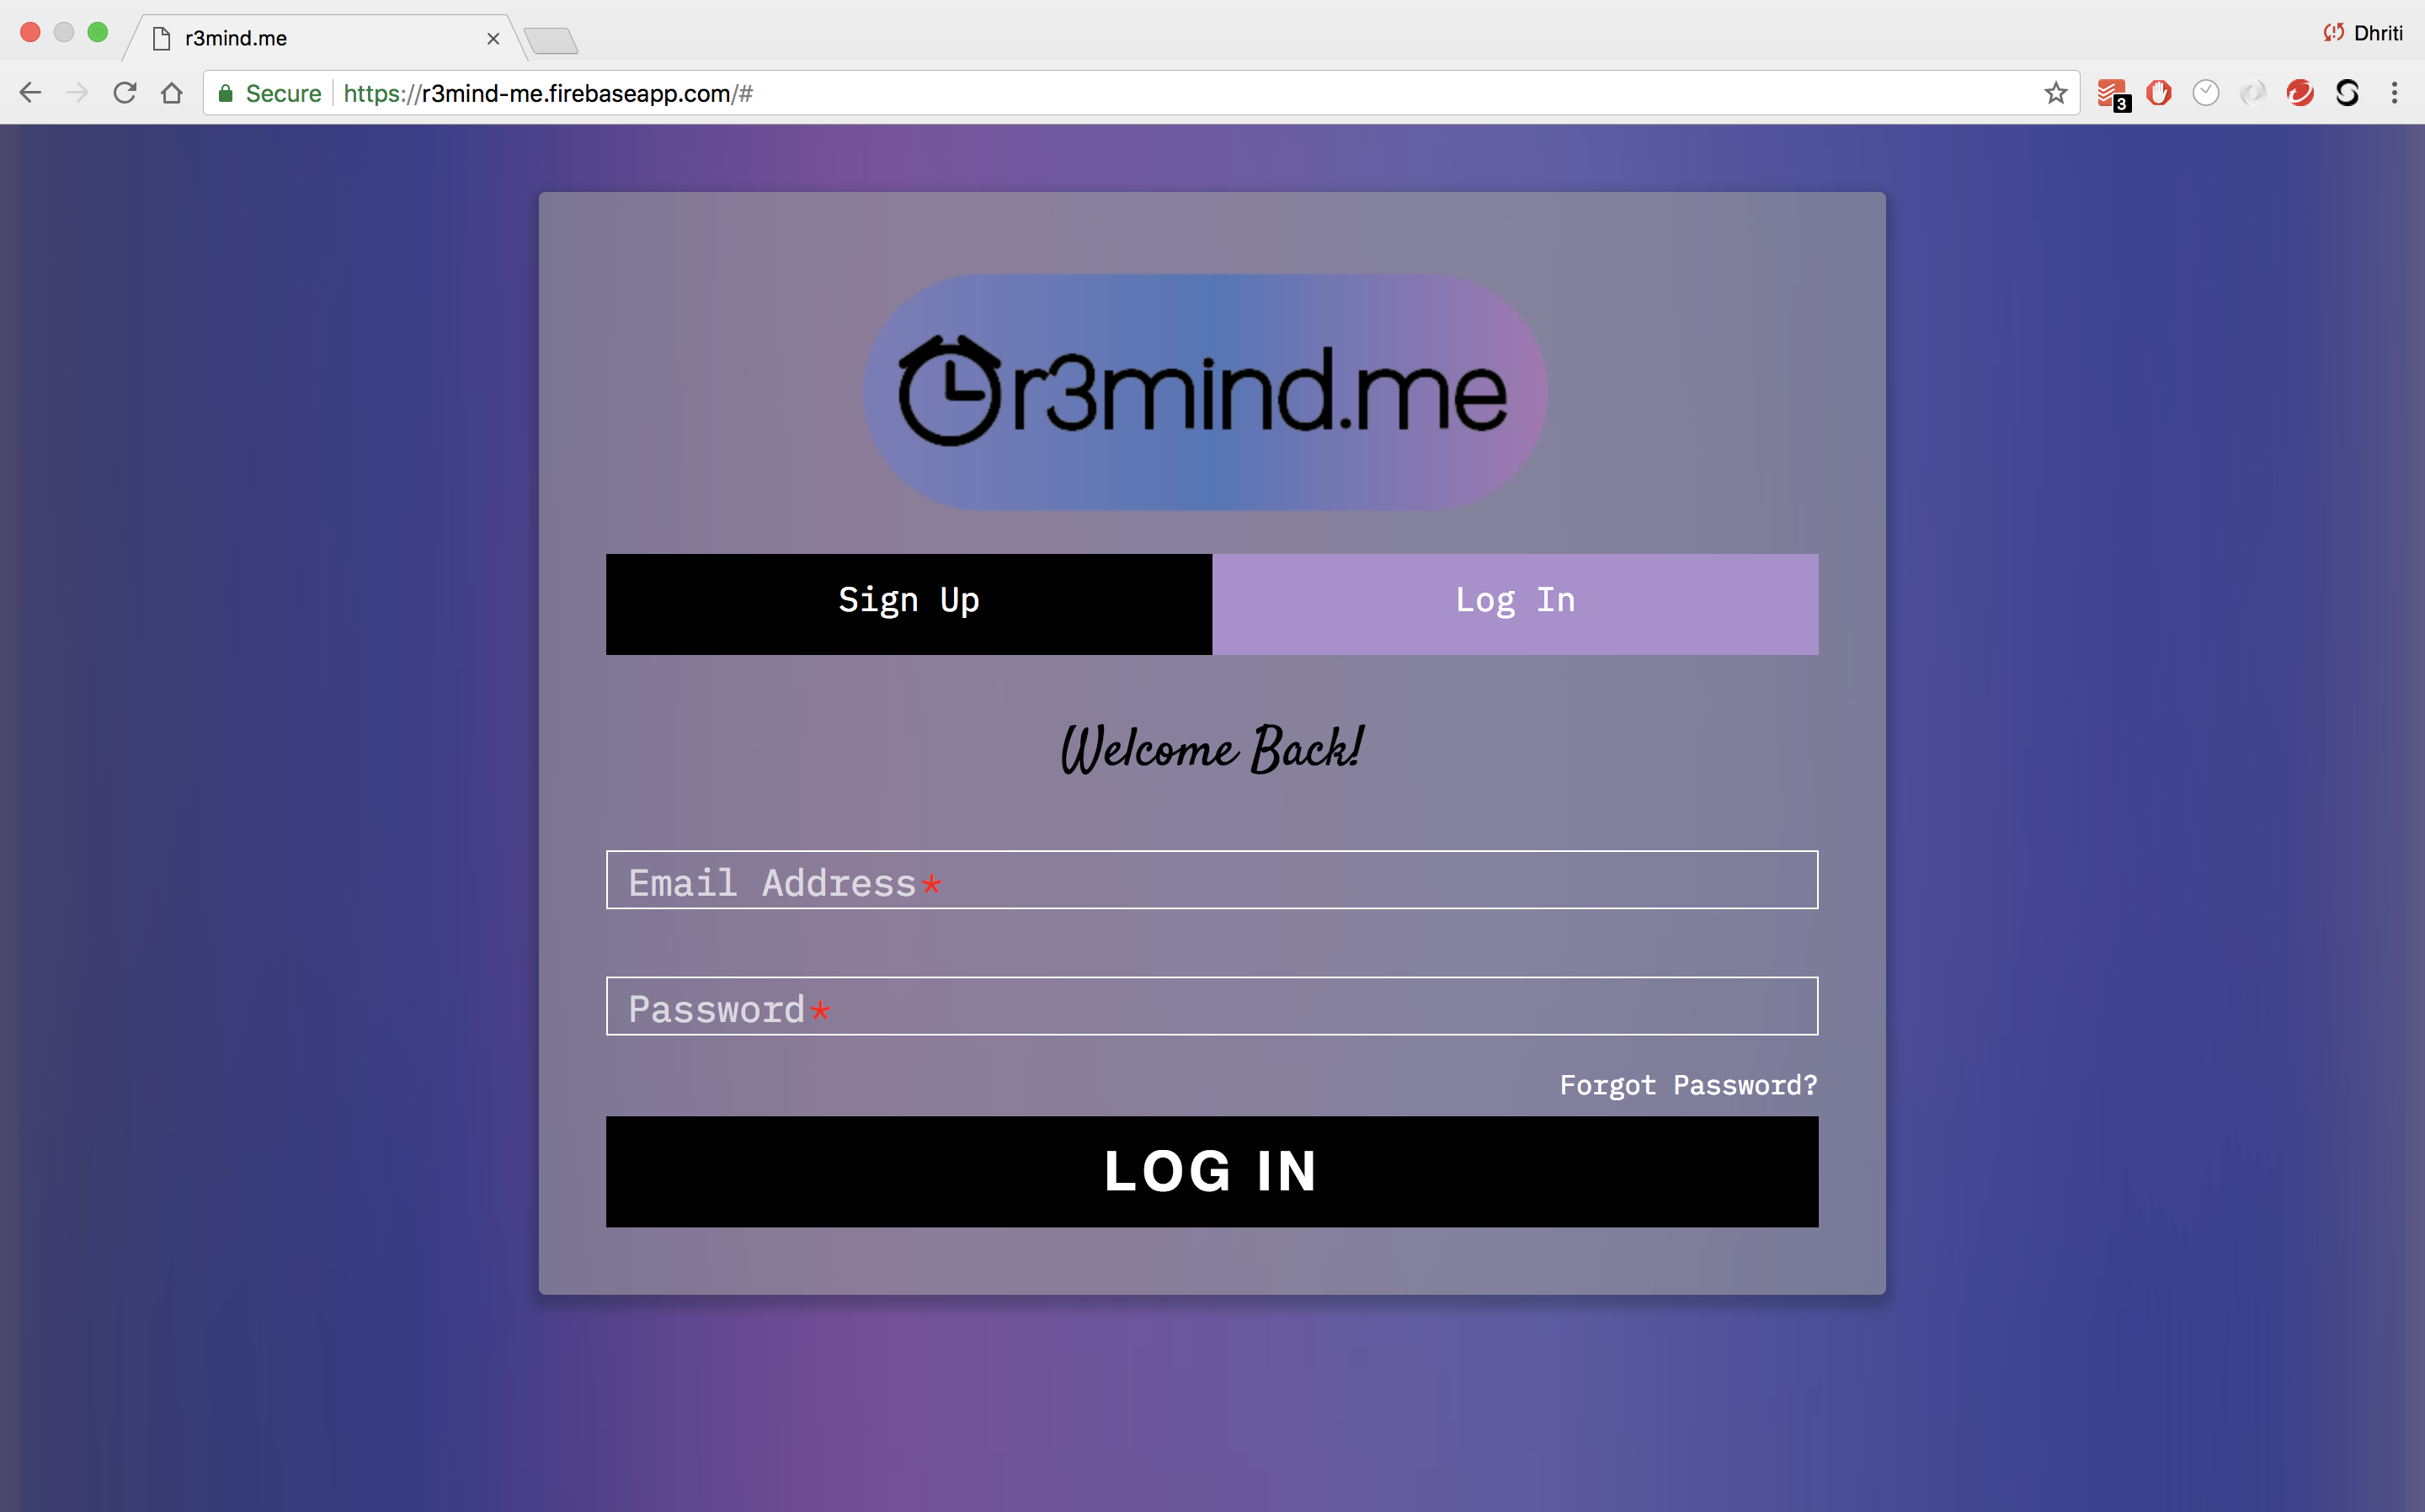 r3mind.me
Dhriti
Secure https://r3mind-me.firebaseapp.com/#
3
r3mind.me
Sign Up
Log In
Welcome Back!
Email Address*
Password*
Forgot Password?
LOG IN